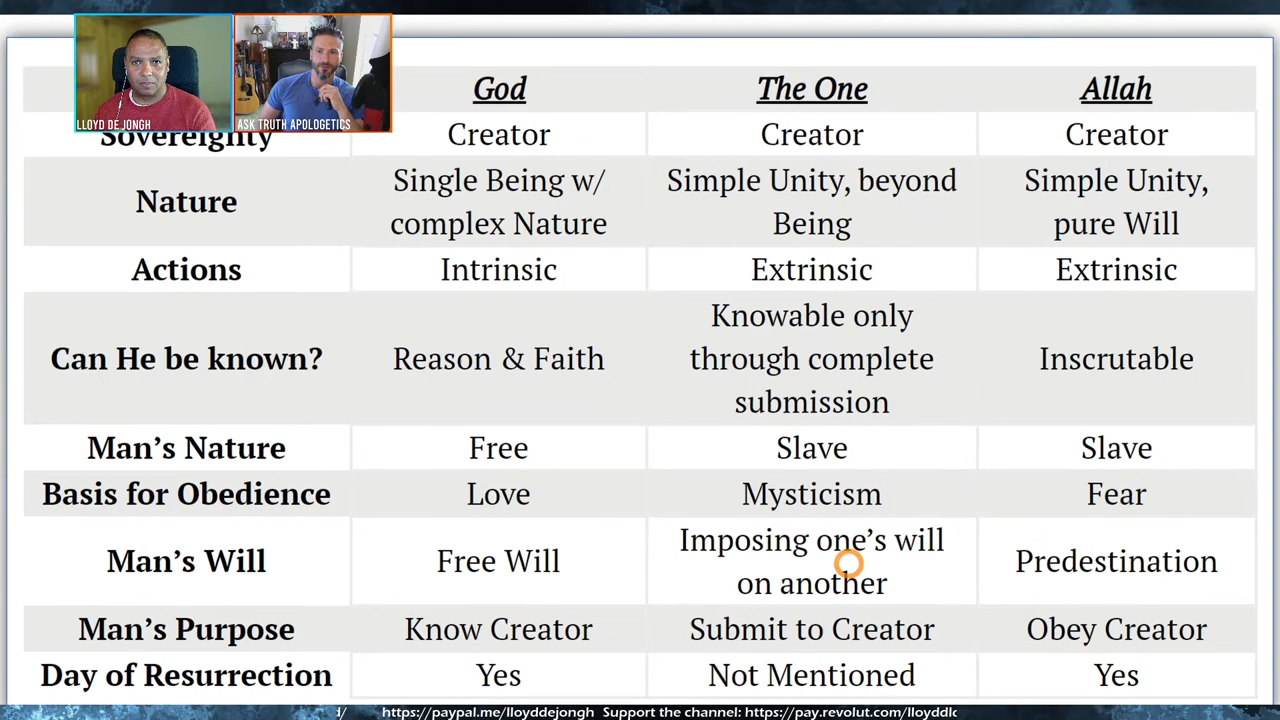 LLOYD DE JONGH
ASK TRUTH APOLOGETICS
God The One Allah
Sovereignty Creator Creator Creator
Nature
Single Being w/
complex Nature
Simple Unity, beyond
Being
Simple Unity,
pure Will
Actions Intrinsic Extrinsic Extrinsic
Can He be known? Reason & Faith
Knowable only
through complete
submission
Inscrutable
Man's Nature Free Slave Slave
Basis for Obedience Love Mysticism Fear
Man's Will Free Will
Imposing one's will
on another
Predestination
Man's Purpose Know Creator Submit to Creator Obey Creator
Day of Resurrection Yes Not Mentioned Yes
https://paypal.me/lloyddejongh Support the channel: https://pay.revolut.com/lloyddlc